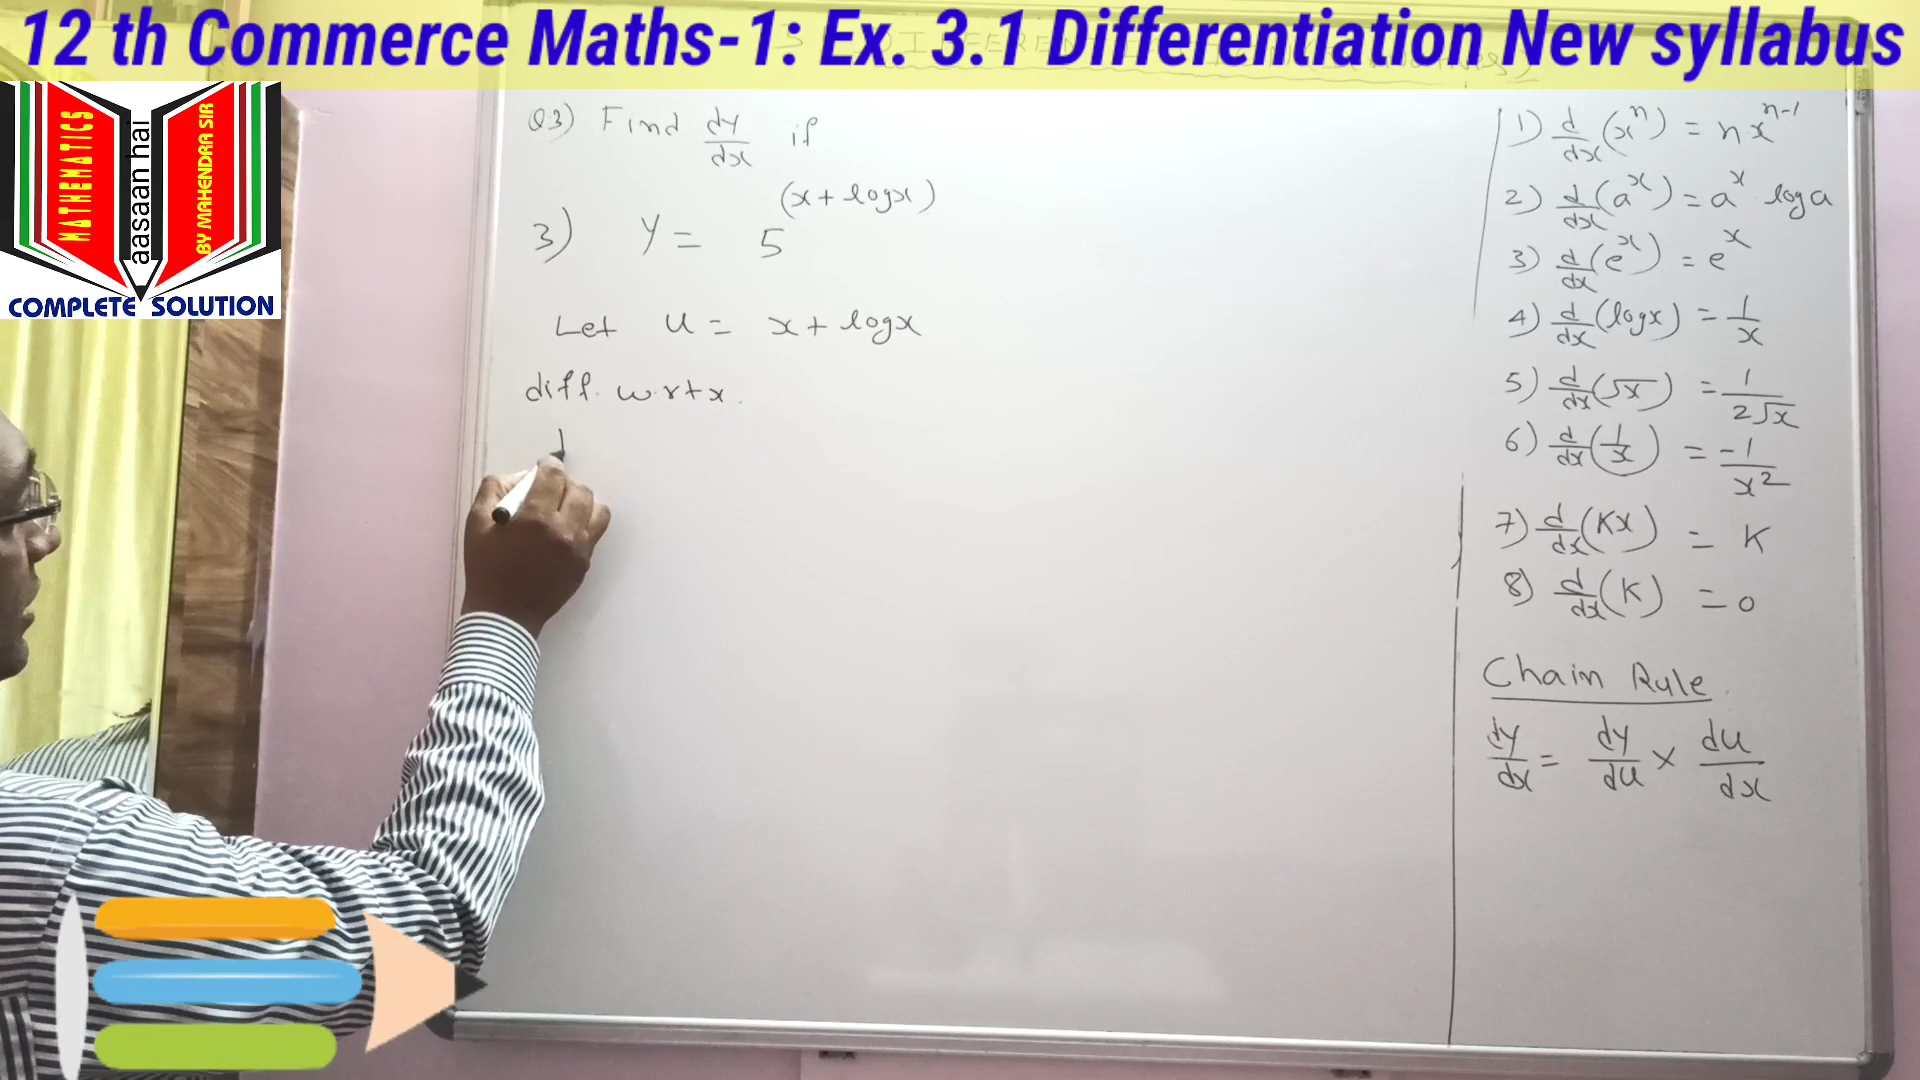 12 th Commerce Maths-1: Ex. 3.1 Differentiation New syllabus
MATHEMATICS
aasaan hai
BY MAHENDRA SIR
COMPLETE SOLUTION
Q3) Find dy/dx if
3) y = 5^(x + logx)
Let u = x + logx
diff. w.r.t x.
1) d/dx (x^n) = n x^(n-1)
2) d/dx (a^x) = a^x · log a
3) d/dx (e^x) = e^x
4) d/dx (logx) = 1/x
5) d/dx (√x) = 1/2√x
6) d/dx (1/x) = -1/x^2
7) d/dx (Kx) = K
8) d/dx (K) = 0
Chain Rule
dy/dx = dy/du × du/dx